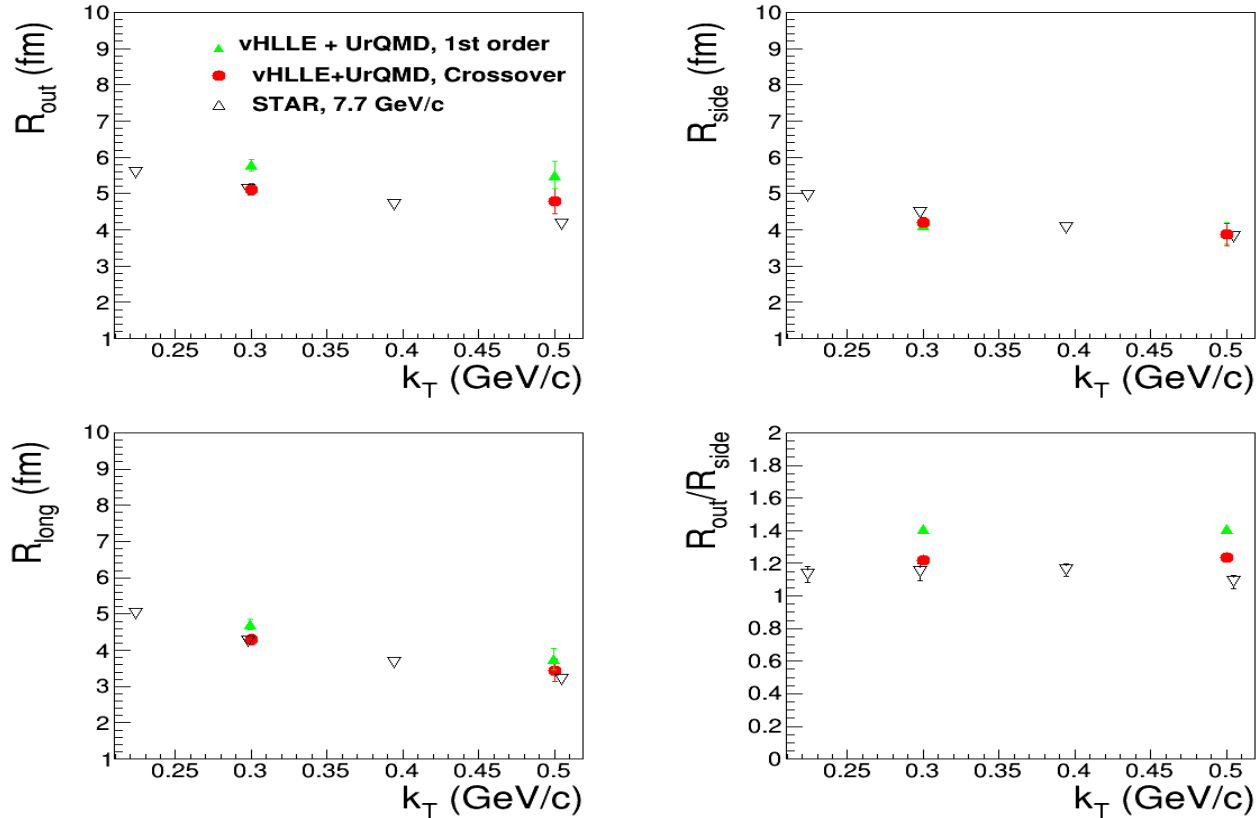 R_out (fm)
10
9
8
7
6
5
4
3
2
1
vHLLE + UrQMD, 1st order
vHLLE+UrQMD, Crossover
STAR, 7.7 GeV/c
0.25 0.3 0.35 0.4 0.45 0.5
k_T (GeV/c)
R_side (fm)
10
9
8
7
6
5
4
3
2
1
0.25 0.3 0.35 0.4 0.45 0.5
k_T (GeV/c)
R_long (fm)
10
9
8
7
6
5
4
3
2
1
0.25 0.3 0.35 0.4 0.45 0.5
k_T (GeV/c)
R_out/R_side
2
1.8
1.6
1.4
1.2
1
0.8
0.6
0.4
0.2
0
0.25 0.3 0.35 0.4 0.45 0.5
k_T (GeV/c)